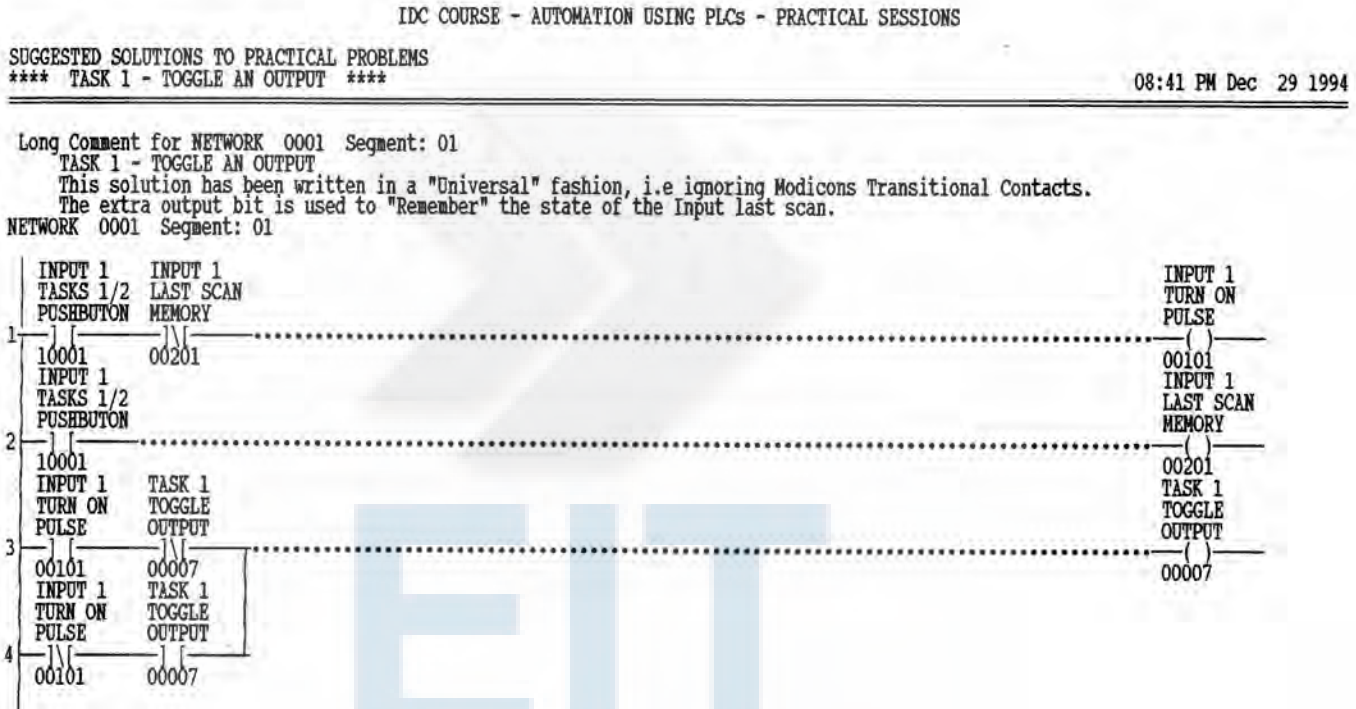 IDC COURSE - AUTOMATION USING PLCs - PRACTICAL SESSIONS
SUGGESTED SOLUTIONS TO PRACTICAL PROBLEMS
**** TASK 1 - TOGGLE AN OUTPUT **** 08:41 PM Dec 29 1994
Long Comment for NETWORK 0001 Segment: 01
TASK 1 - TOGGLE AN OUTPUT
This solution has been written in a "Universal" fashion, i.e ignoring Modicons Transitional Contacts.
The extra output bit is used to "Remember" the state of the Input last scan.
NETWORK 0001 Segment: 01
INPUT 1 INPUT 1 INPUT 1
TASKS 1/2 LAST SCAN TURN ON
PUSHBUTON MEMORY PULSE
1
10001 00201 00101
INPUT 1 INPUT 1
TASKS 1/2 LAST SCAN
PUSHBUTON MEMORY
2
10001 00201
INPUT 1 TASK 1 TASK 1
TURN ON TOGGLE TOGGLE
PULSE OUTPUT OUTPUT
3
00101 00007 00007
INPUT 1 TASK 1
TURN ON TOGGLE
PULSE OUTPUT
4
00101 00007
EIT